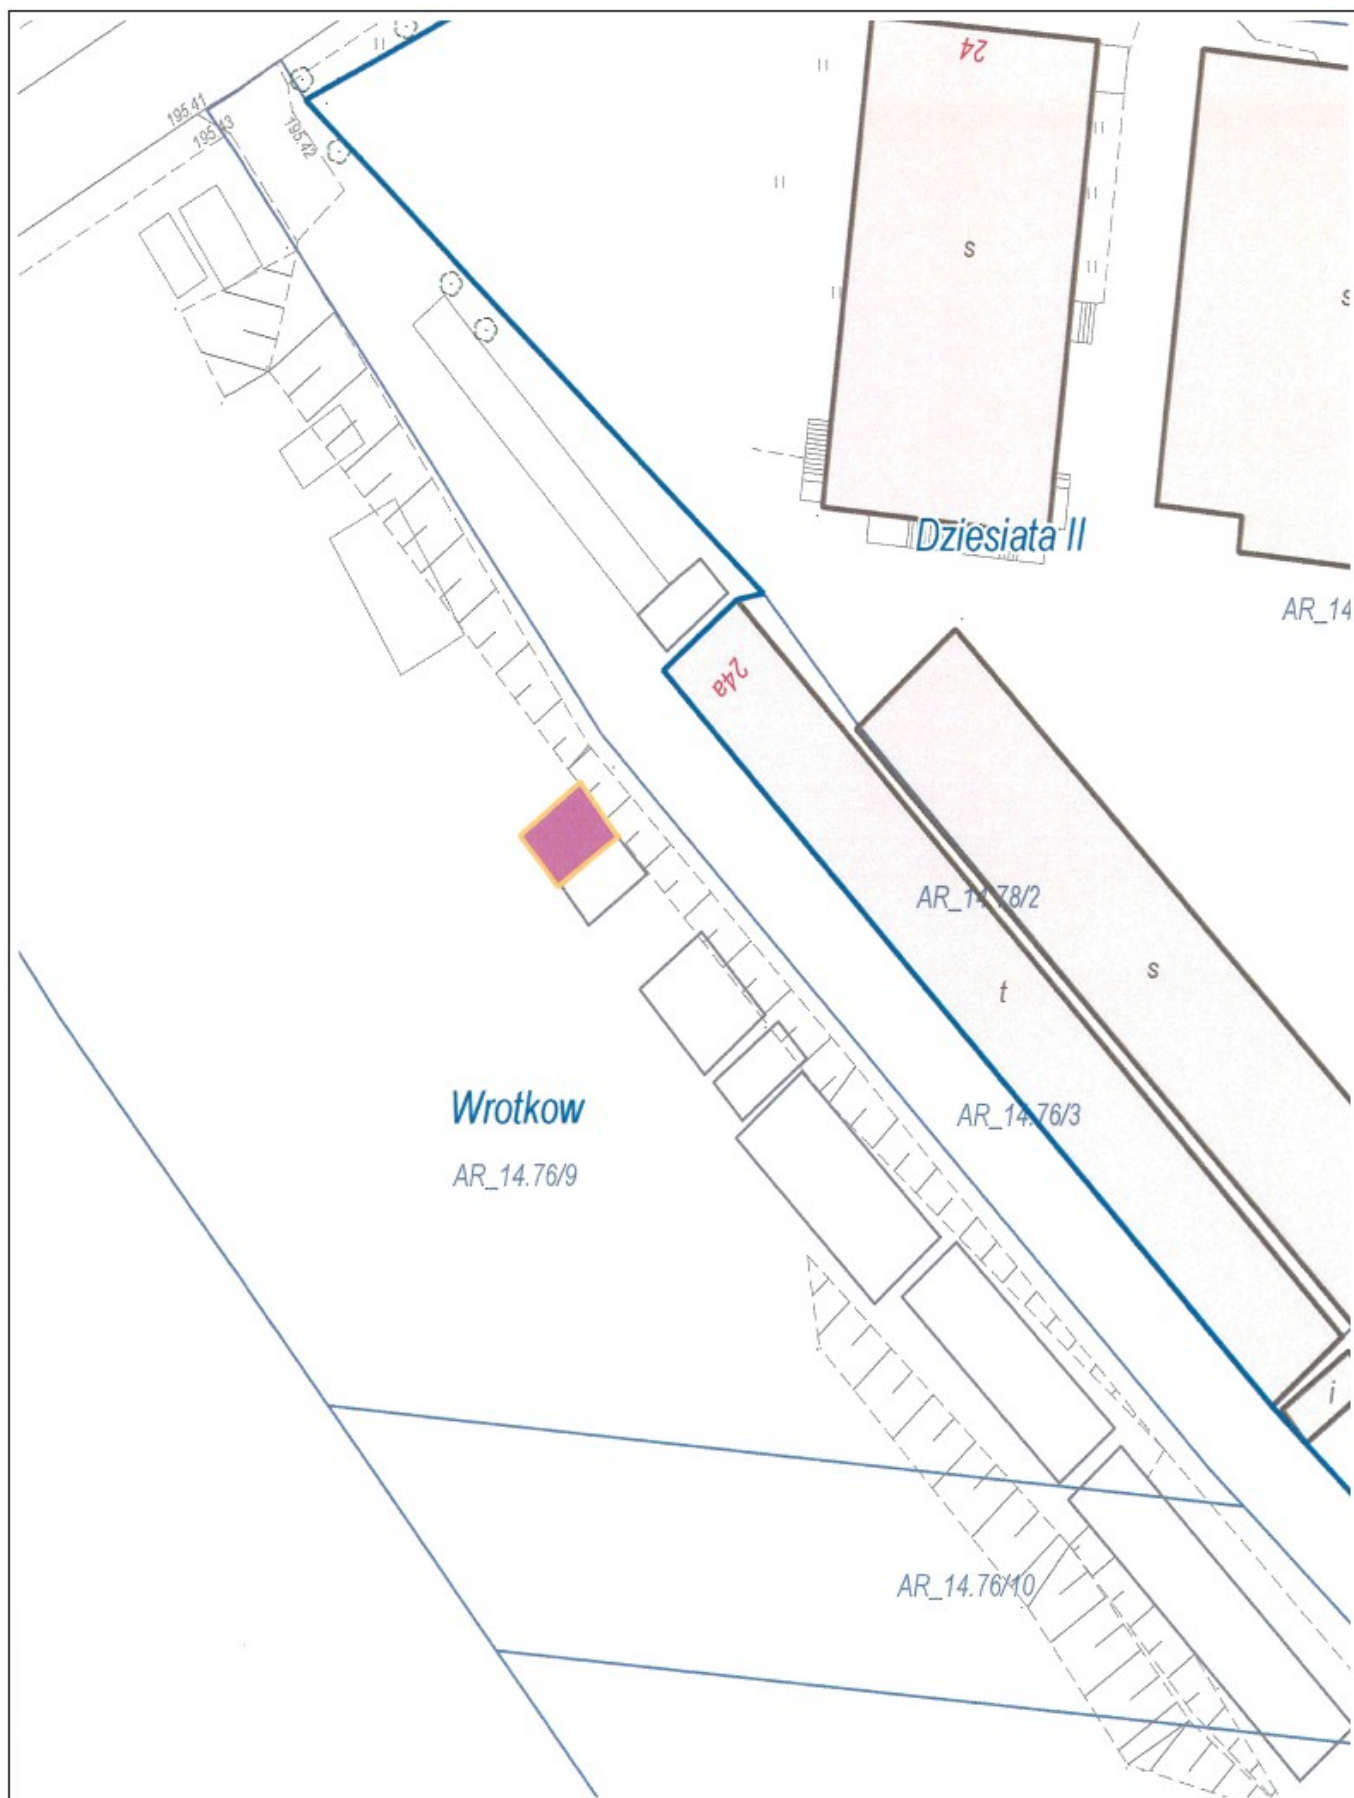 24
195.41
195.43
195.42
s
s
Dziesiata II
AR_14
24a
AR_14.78/2
s
t
Wrotkow
AR_14.76/3
AR_14.76/9
i
AR_14.76/10